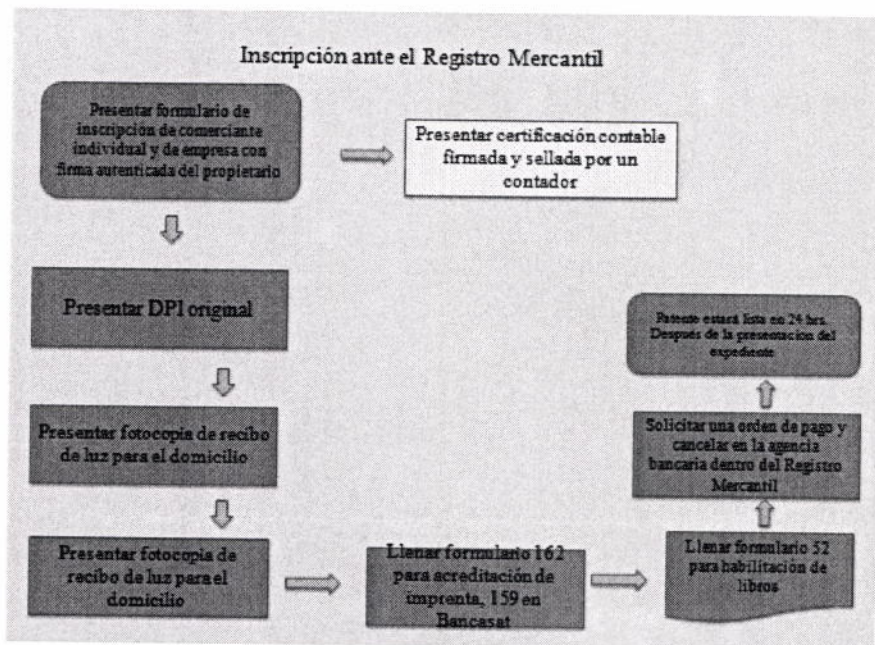 Inscripción ante el Registro Mercantil
Presentar formulario de
inscripción de comerciante
individual y de empresa con
firma autenticada del propietario
Presentar certificación contable
firmada y sellada por un
contador
Presentar DPI original
Presentar fotocopia de recibo
de luz para el domicilio
Presentar fotocopia de
recibo de luz para el
domicilio
Llenar formulario 162
para acreditación de
imprenta, 159 en
Bancasat
Llenar formulario 52
para habilitación de
libros
Solicitar una orden de pago y
cancelar en la agencia
bancaria dentro del Registro
Mercantil
Patente estará lista en 24 hrs.
Después de la presentación del
expediente